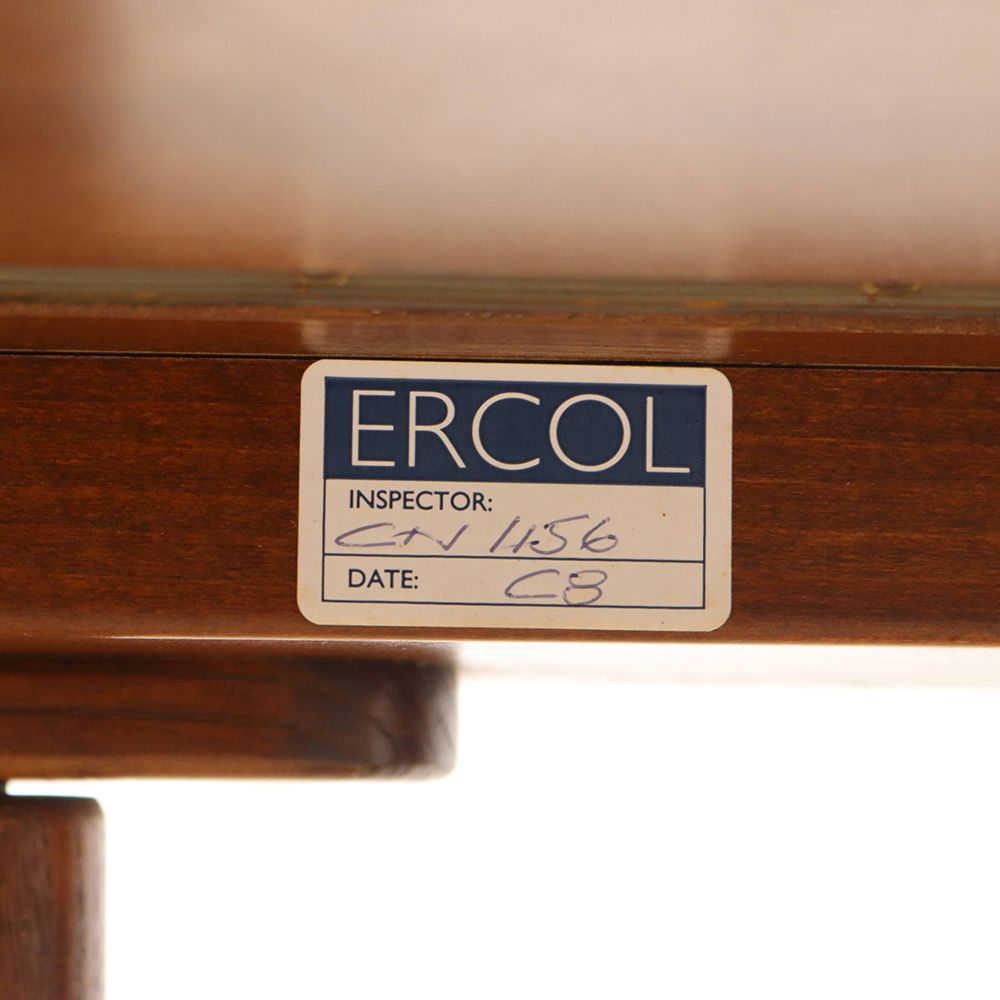 ERCOL
INSPECTOR:
CN 1156
DATE: C8